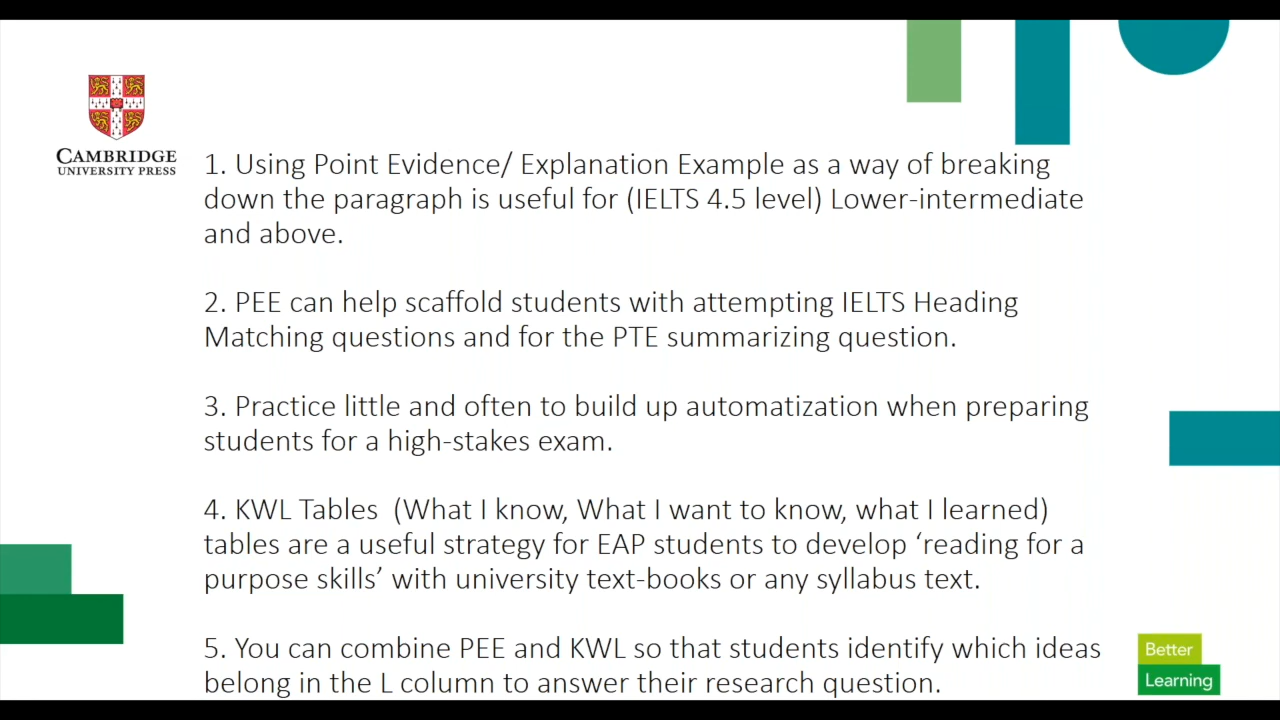 CAMBRIDGE
UNIVERSITY PRESS
1. Using Point Evidence/ Explanation Example as a way of breaking
down the paragraph is useful for (IELTS 4.5 level) Lower-intermediate
and above.
2. PEE can help scaffold students with attempting IELTS Heading
Matching questions and for the PTE summarizing question.
3. Practice little and often to build up automatization when preparing
students for a high-stakes exam.
4. KWL Tables  (What I know, What I want to know, what I learned)
tables are a useful strategy for EAP students to develop ‘reading for a
purpose skills’ with university text-books or any syllabus text.
5. You can combine PEE and KWL so that students identify which ideas
belong in the L column to answer their research question.
Better
Learning